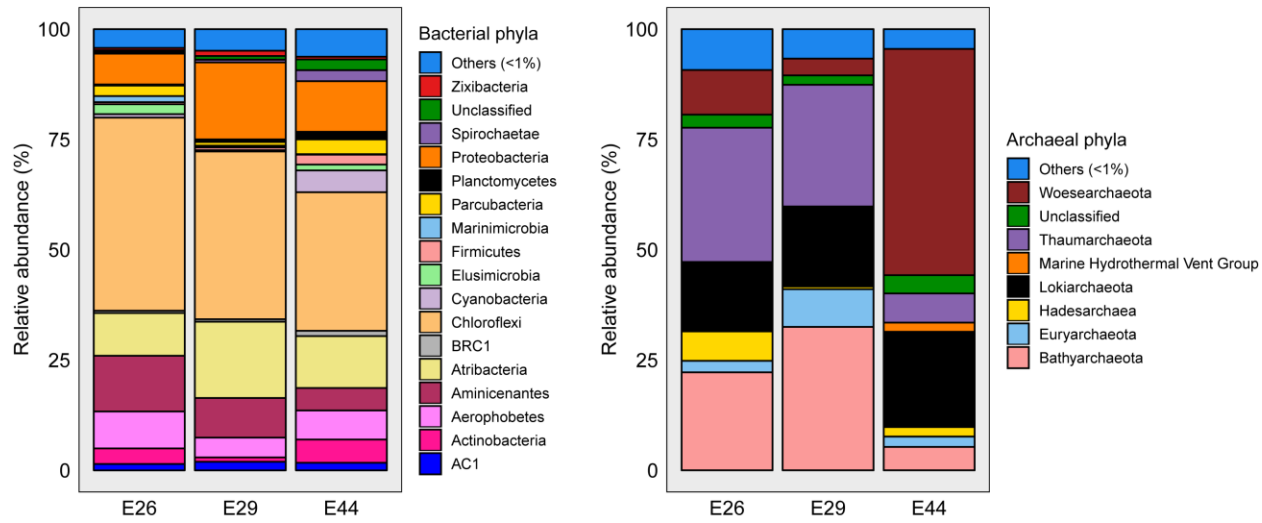 Relative abundance (%)
100
75
50
25
0
E26
E29
E44
Bacterial phyla
Others (<1%)
Zixibacteria
Unclassified
Spirochaetae
Proteobacteria
Planctomycetes
Parcubacteria
Marinimicrobia
Firmicutes
Elusimicrobia
Cyanobacteria
Chloroflexi
BRC1
Atribacteria
Aminicenantes
Aerophobetes
Actinobacteria
AC1
Relative abundance (%)
100
75
50
25
0
E26
E29
E44
Archaeal phyla
Others (<1%)
Woesearchaeota
Unclassified
Thaumarchaeota
Marine Hydrothermal Vent Group
Lokiarchaeota
Hadesarchaea
Euryarchaeota
Bathyarchaeota